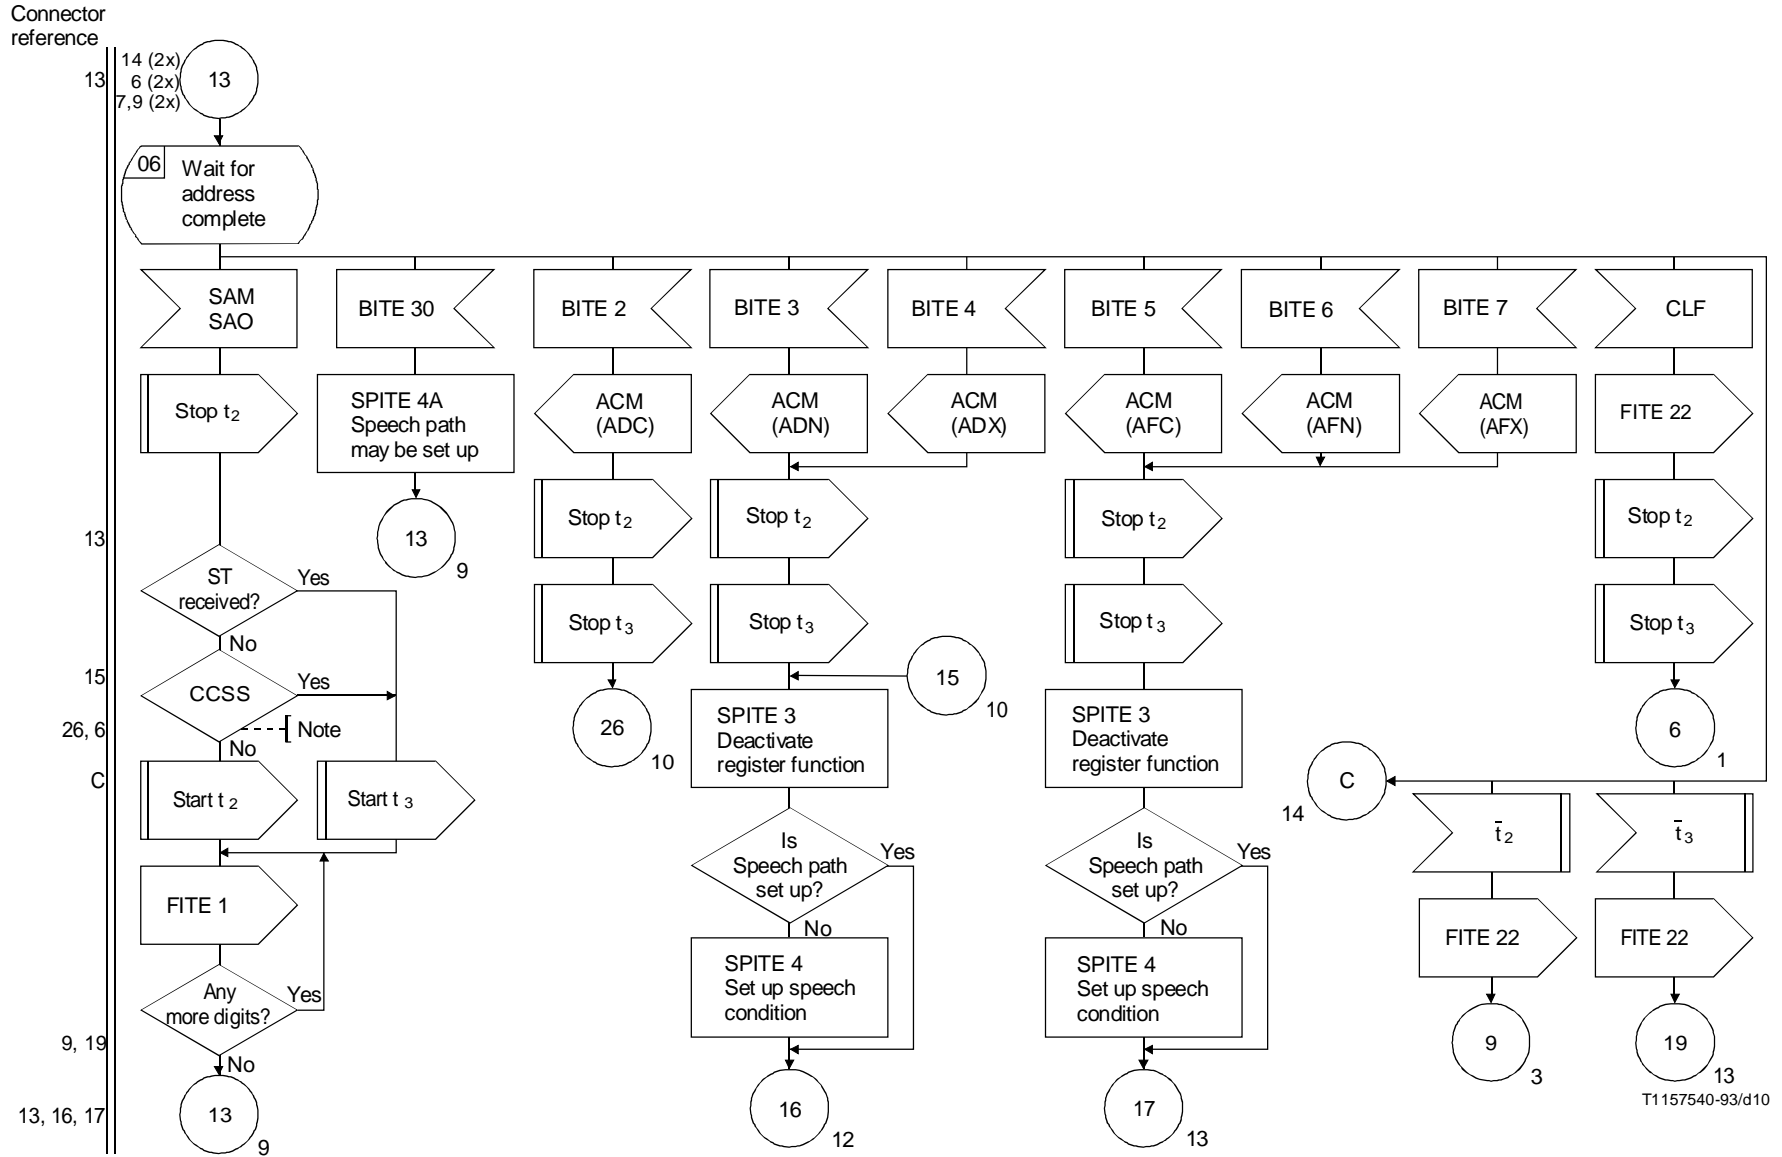 Connector
reference
14 (2x)
13
6 (2x)
13
7,9 (2x)
06
Wait for
address
complete
SAM
SAO
BITE 30
BITE 2
BITE 3
BITE 4
BITE 5
BITE 6
BITE 7
CLF
Stop t2
SPITE 4A
Speech path
may be set up
ACM
(ADC)
ACM
(ADN)
ACM
(ADX)
ACM
(AFC)
ACM
(AFN)
ACM
(AFX)
FITE 22
13
13
9
Stop t2
Stop t2
Stop t2
Stop t2
ST
received?
Yes
No
Stop t3
Stop t3
Stop t3
Stop t3
15
CCSS
Yes
Note
No
26, 6
26
10
15
10
SPITE 3
Deactivate
register function
SPITE 3
Deactivate
register function
6
1
C
Start t2
Start t3
C
14
Is
Speech path
set up?
Yes
No
Is
Speech path
set up?
Yes
No
t̄2
t̄3
FITE 1
SPITE 4
Set up speech
condition
SPITE 4
Set up speech
condition
FITE 22
FITE 22
Any
more digits?
Yes
No
9, 19
9
3
19
13
T1157540-93/d10
13, 16, 17
13
9
16
12
17
13